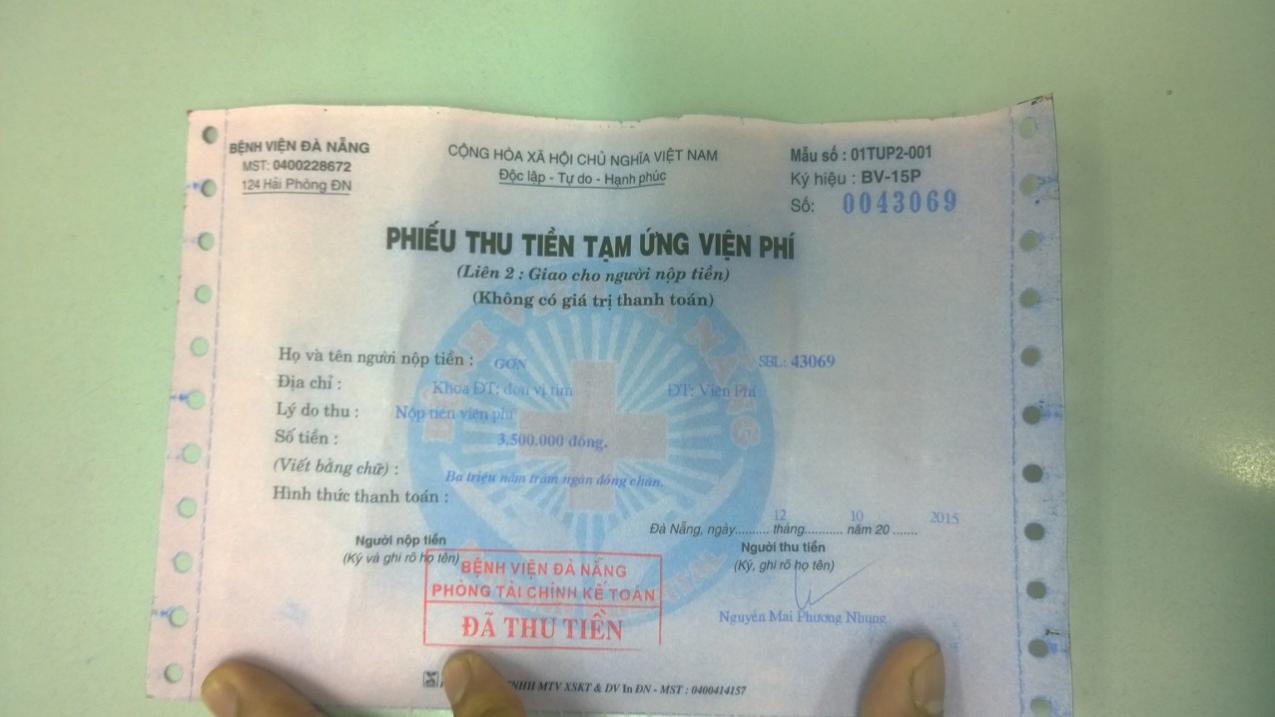 BỆNH VIỆN ĐÀ NẴNG
MST: 0400228672
124 Hải Phòng ĐN
CỘNG HÒA XÃ HỘI CHỦ NGHĨA VIỆT NAM
Độc lập - Tự do - Hạnh phúc
Mẫu số : 01TUP2-001
Ký hiệu : BV-15P
Số: 0043069
PHIẾU THU TIỀN TẠM ỨNG VIỆN PHÍ
(Liên 2 : Giao cho người nộp tiền)
(Không có giá trị thanh toán)
Họ và tên người nộp tiền : GƠN SBL: 43069
Địa chỉ : Khoa ĐT: đơn vị tim ĐT: Viện Phí
Lý do thu : Nộp tiền viện phí
Số tiền : 3,500.000 đồng.
(Viết bằng chữ) : Ba triệu năm trăm ngàn đồng chẵn.
Hình thức thanh toán :
12 10 2015
Đà Nẵng, ngày.......... tháng.......... năm 20 .......
Người nộp tiền
(Ký và ghi rõ họ tên)
Người thu tiền
(Ký, ghi rõ họ tên)
BỆNH VIỆN ĐÀ NẴNG
PHÒNG TÀI CHÍNH KẾ TOÁN
ĐÃ THU TIỀN
Nguyễn Mai Phương Nhung
TNHH MTV XSKT & DV In ĐN - MST : 0400414157